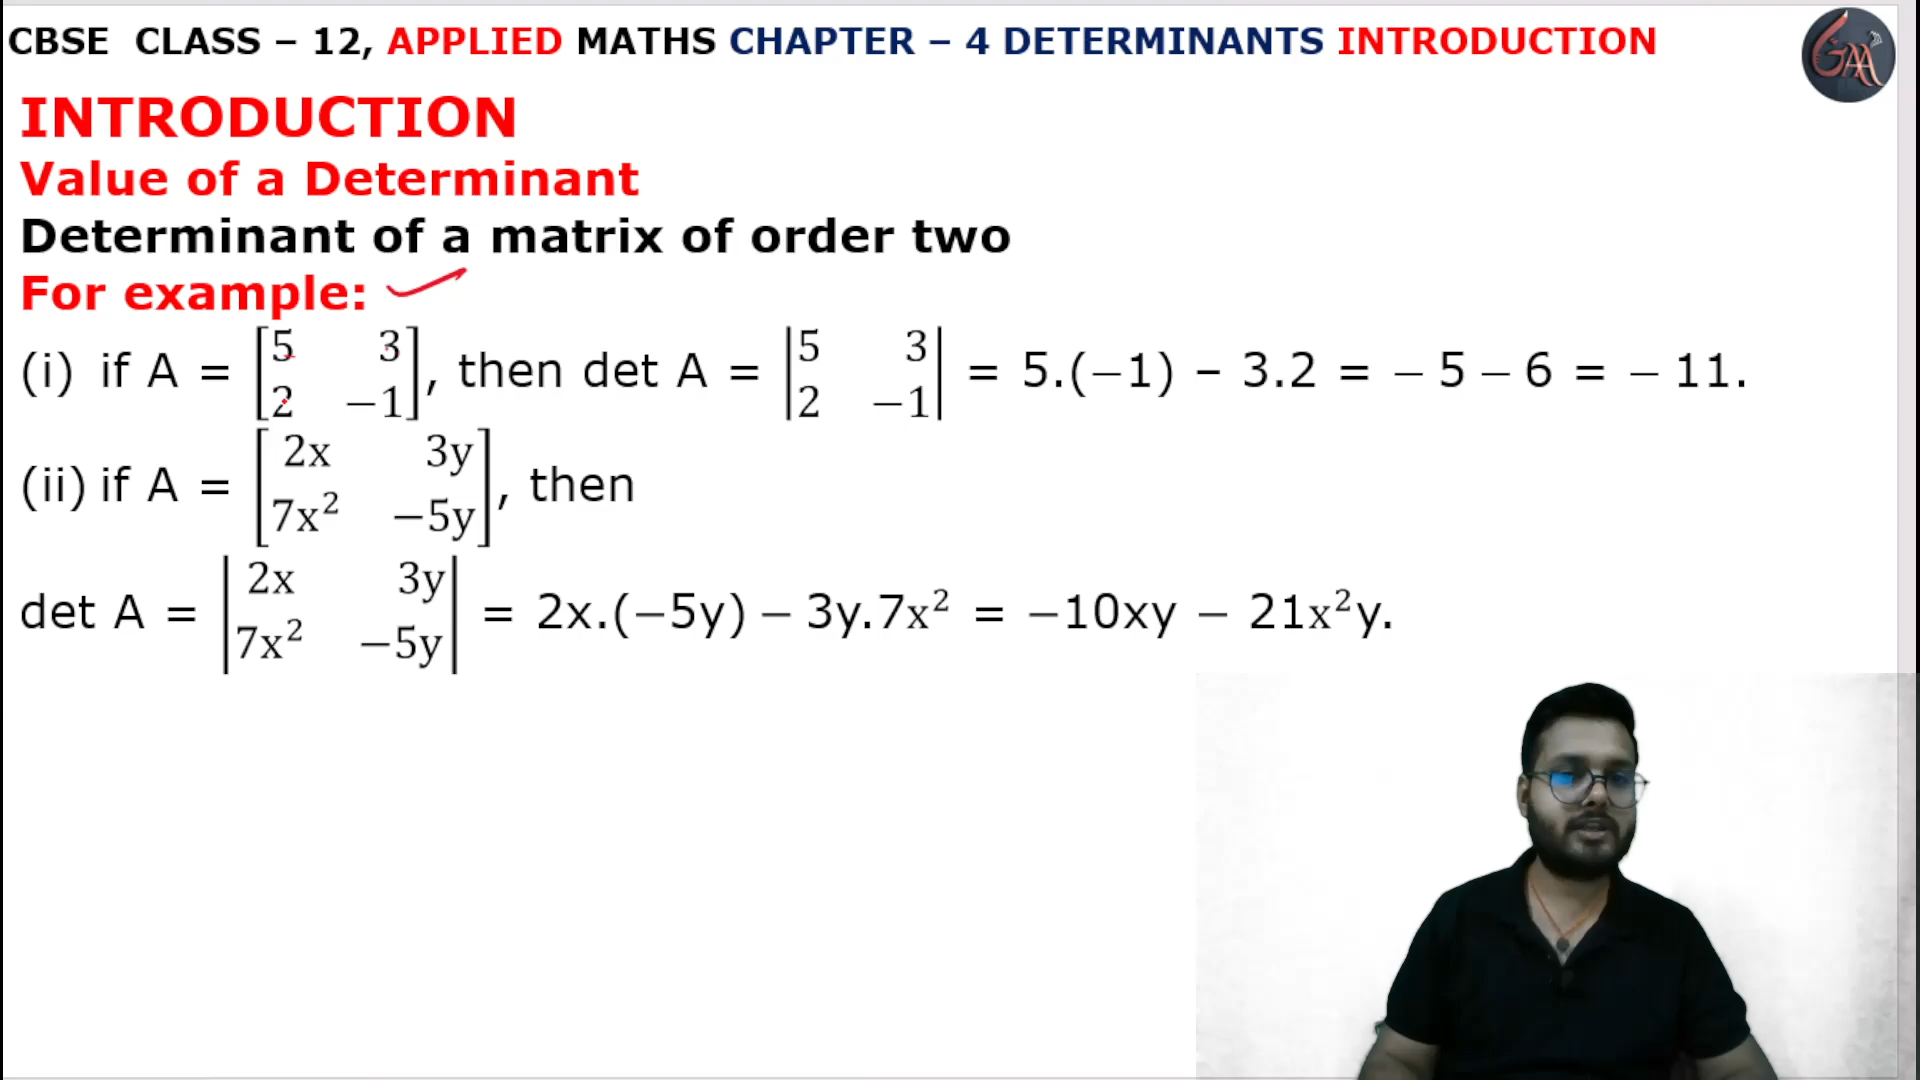 CBSE CLASS – 12, APPLIED MATHS CHAPTER – 4 DETERMINANTS INTRODUCTION
INTRODUCTION
Value of a Determinant
Determinant of a matrix of order two
For example:
(i) if A = [5 3; 2 −1], then det A = |5 3; 2 −1| = 5.(−1) – 3.2 = − 5 − 6 = − 11.
(ii) if A = [2x 3y; 7x² −5y], then
det A = |2x 3y; 7x² −5y| = 2x.(−5y) − 3y.7x² = −10xy − 21x²y.